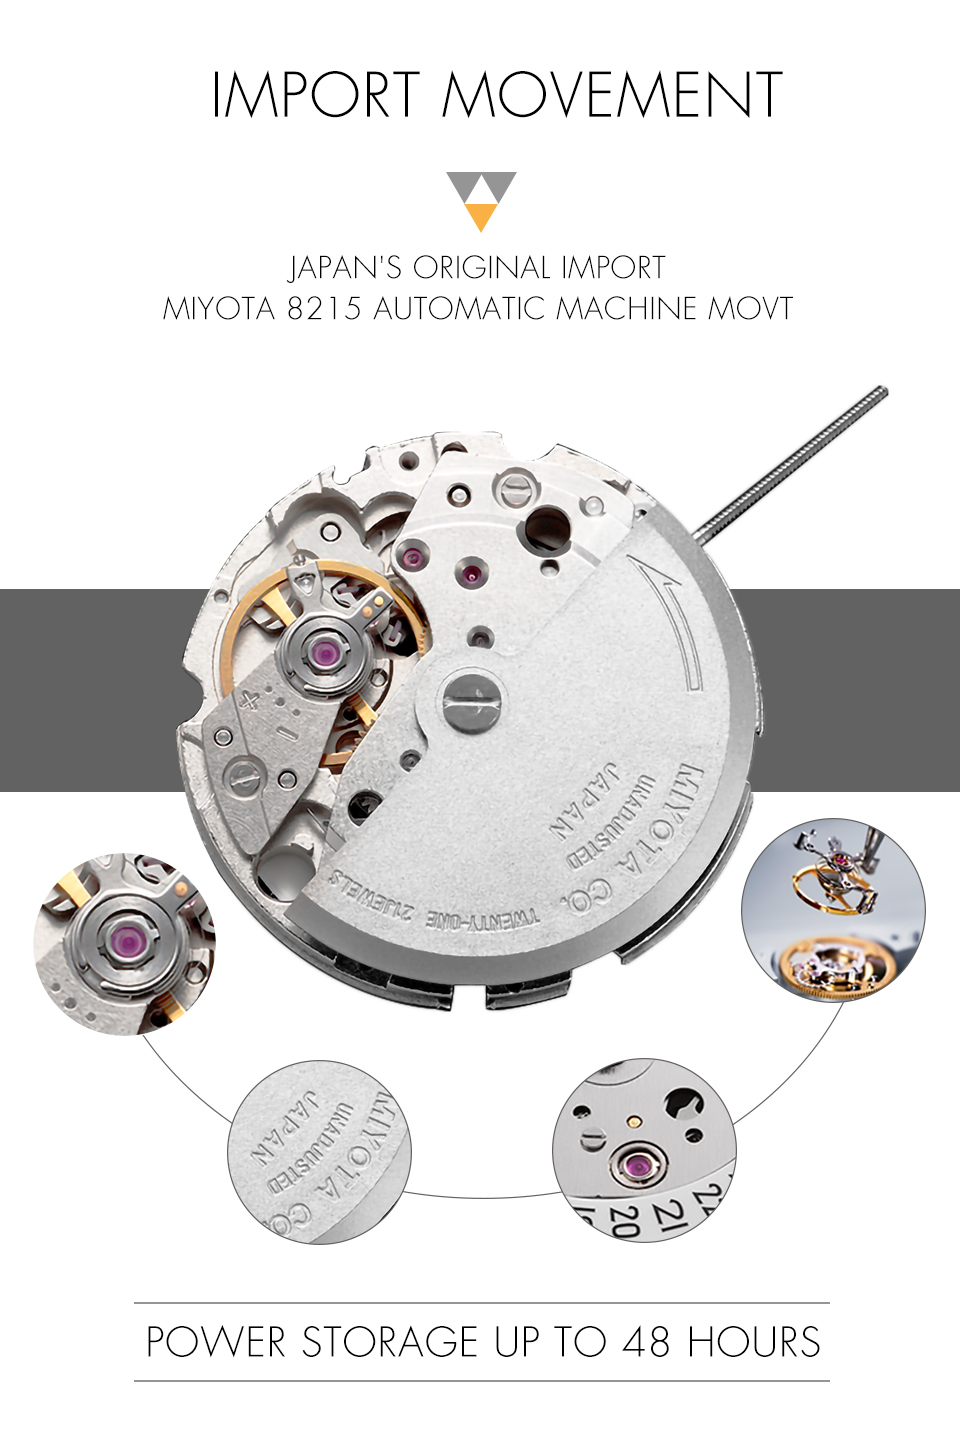 IMPORT MOVEMENT
JAPAN'S ORIGINAL IMPORT
MIYOTA 8215 AUTOMATIC MACHINE MOVT
MIYOTA CO.
UNADJUSTED
JAPAN
TWENTY-ONE 21JEWELS
MIYOTA CO.
UNADJUSTED
JAPAN
20
21
22
POWER STORAGE UP TO 48 HOURS